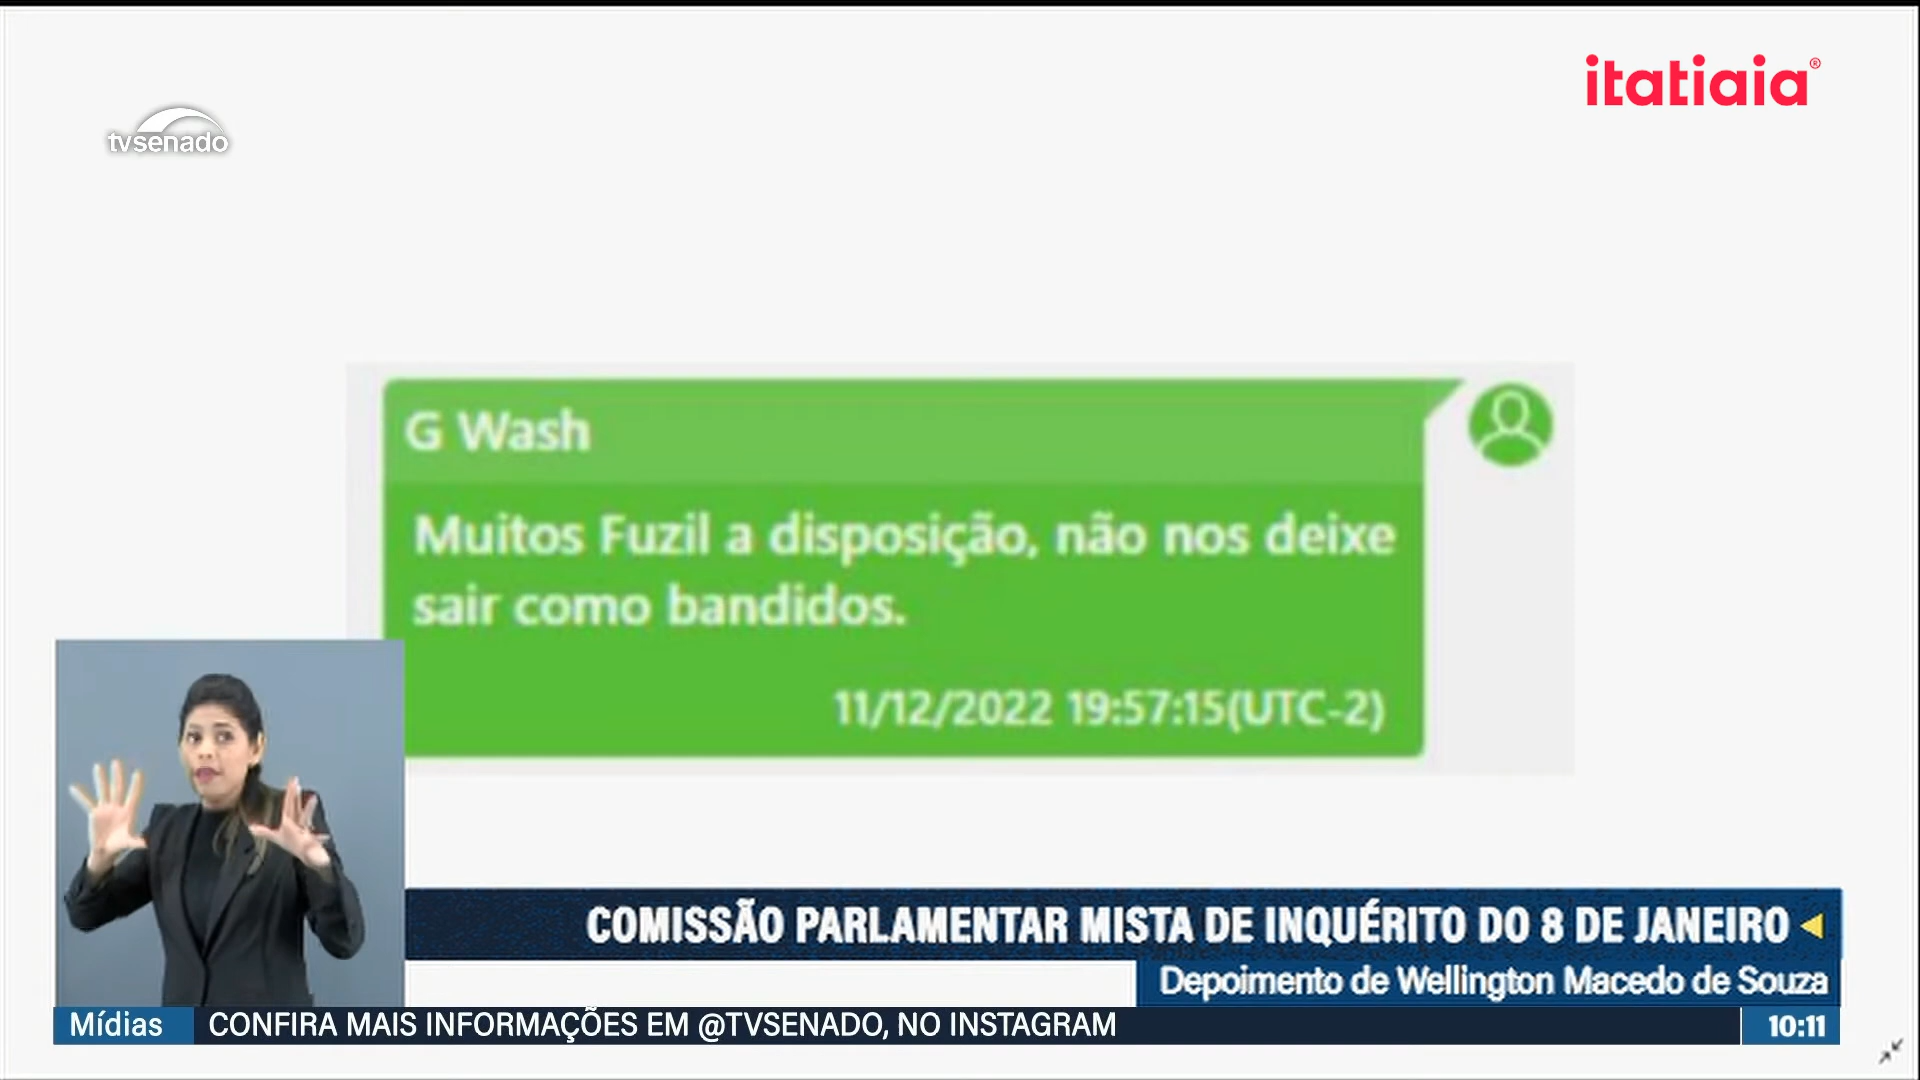 itatiaia®
tvsenado
G Wash
Muitos Fuzil a disposição, não nos deixe
sair como bandidos.
11/12/2022 19:57:15(UTC-2)
COMISSÃO PARLAMENTAR MISTA DE INQUÉRITO DO 8 DE JANEIRO
Depoimento de Wellington Macedo de Souza
Mídias CONFIRA MAIS INFORMAÇÕES EM @TVSENADO, NO INSTAGRAM 10:11